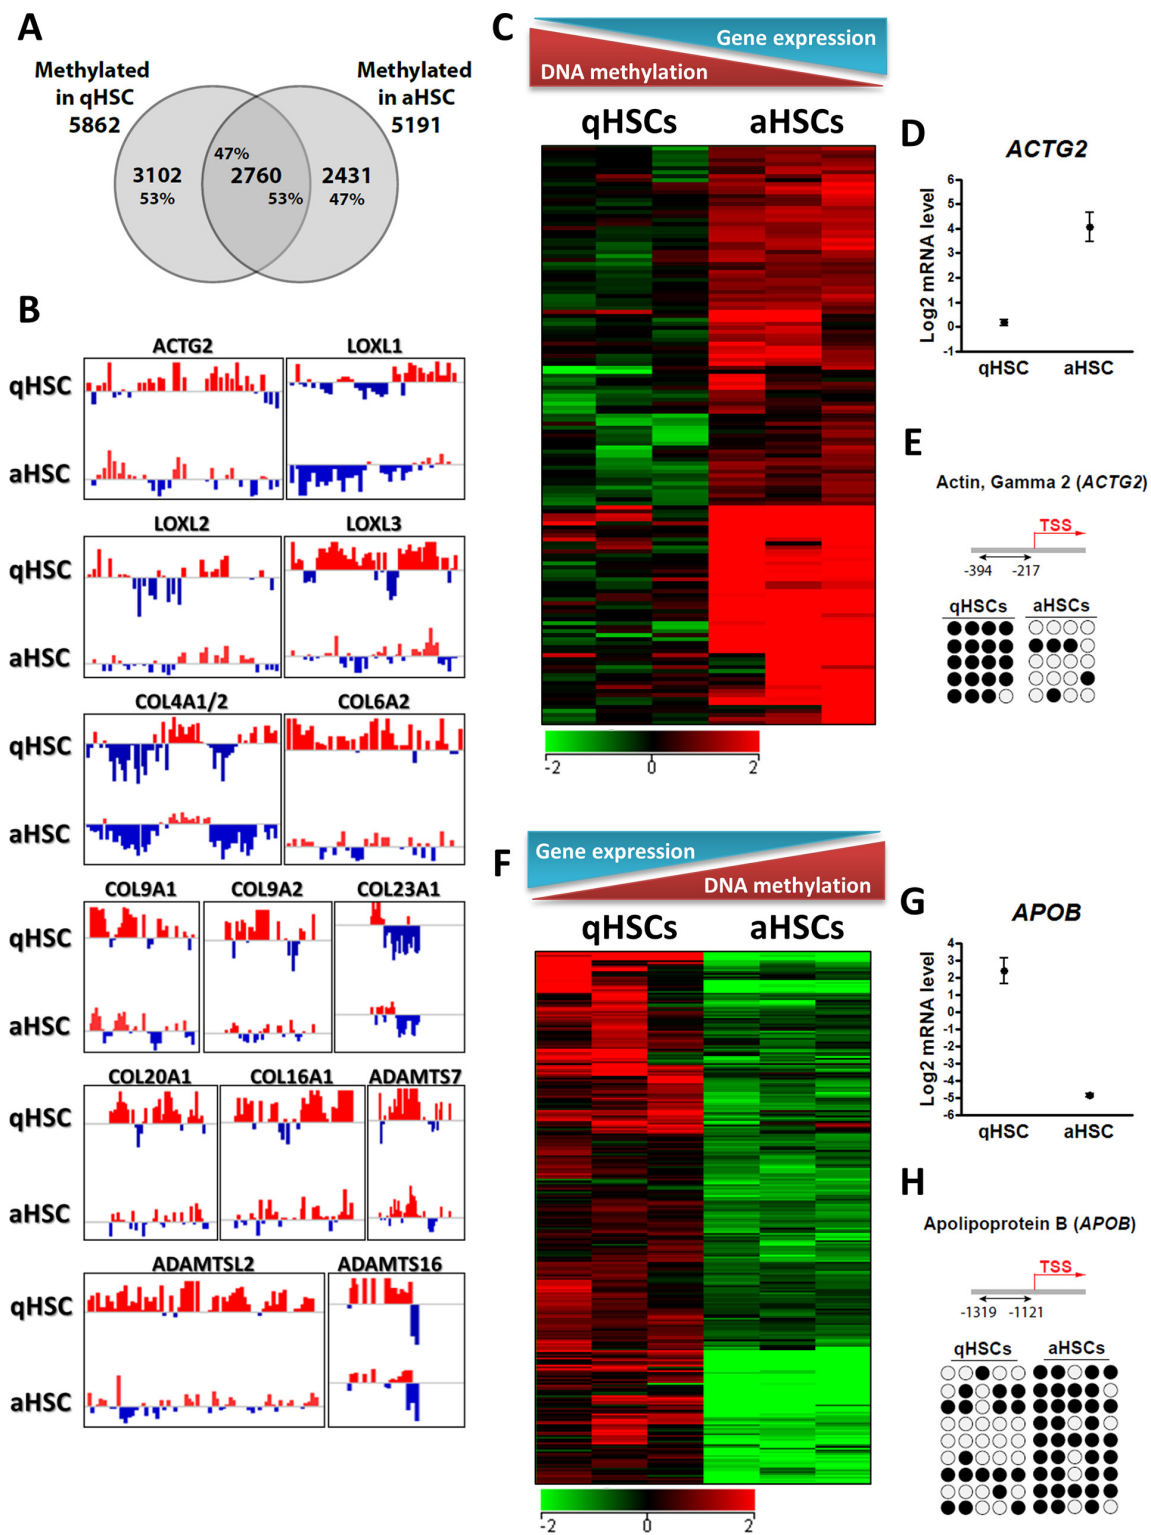 A
Methylated
in qHSC
5862
Methylated
in aHSC
5191
47%
3102
2760
2431
53%
53%
47%
B
ACTG2
LOXL1
qHSC
aHSC
LOXL2
LOXL3
qHSC
aHSC
COL4A1/2
COL6A2
qHSC
aHSC
COL9A1
COL9A2
COL23A1
qHSC
aHSC
COL20A1
COL16A1
ADAMTS7
qHSC
aHSC
ADAMTSL2
ADAMTS16
qHSC
aHSC
C
Gene expression
DNA methylation
qHSCs
aHSCs
-2
0
2
D
ACTG2
Log2 mRNA level
6
5
4
3
2
1
0
-1
qHSC
aHSC
E
Actin, Gamma 2 (ACTG2)
TSS
-394
-217
qHSCs
aHSCs
F
Gene expression
DNA methylation
qHSCs
aHSCs
-2
0
2
G
APOB
Log2 mRNA level
4
3
2
1
0
-1
-2
-3
-4
-5
-6
qHSC
aHSC
H
Apolipoprotein B (APOB)
TSS
-1319
-1121
qHSCs
aHSCs